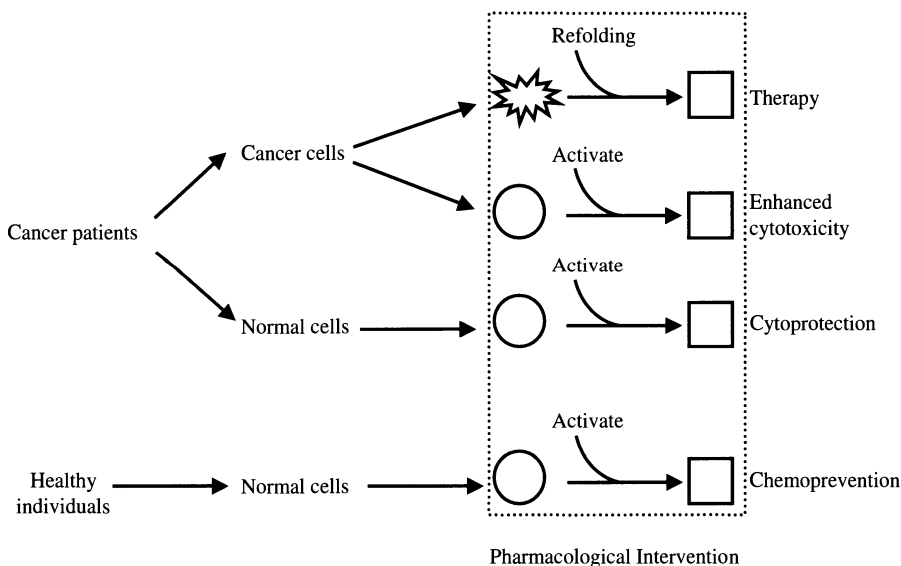 Refolding
Therapy
Cancer cells
Activate
Enhanced
cytotoxicity
Cancer patients
Activate
Normal cells
Cytoprotection
Activate
Healthy
individuals
Normal cells
Chemoprevention
Pharmacological Intervention